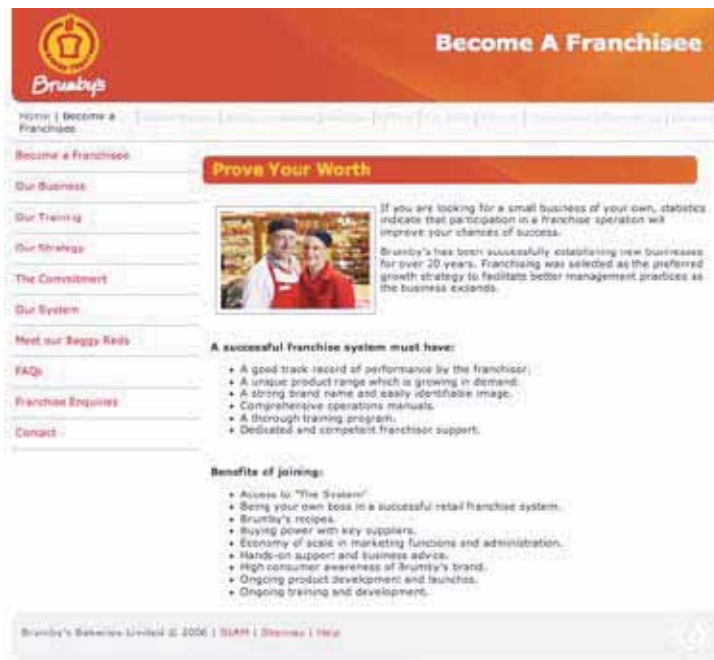 Become A Franchisee
Brumby's
Home | Become a
Franchisee
Become a Franchisee
Our Business
Our Training
Our Strategy
The Commitment
Our System
Meet our Baggy Reds
FAQs
Franchise Enquiries
Contact
Prove Your Worth
If you are looking for a small business of your own, statistics
indicate that participation in a franchise operation will
improve your chances of success.
Brumby's has been successfully establishing new businesses
for over 20 years. Franchising was selected as the preferred
growth strategy to facilitate better management practices as
the business expands.
A successful franchise system must have:
• A good track record of performance by the franchisor.
• A unique product range which is growing in demand.
• A strong brand name and easily identifiable image.
• Comprehensive operations manuals.
• A thorough training program.
• Dedicated and competent franchisor support.
Benefits of joining:
• Access to "The System"
• Being your own boss in a successful retail franchise system.
• Brumby's recipes.
• Buying power with key suppliers.
• Economy of scale in marketing functions and administration.
• Hands-on support and business advice.
• High consumer awareness of Brumby's brand.
• Ongoing product development and launches.
• Ongoing training and development.
Brumby's Bakeries Limited © 2006 | | Sitemap | Help